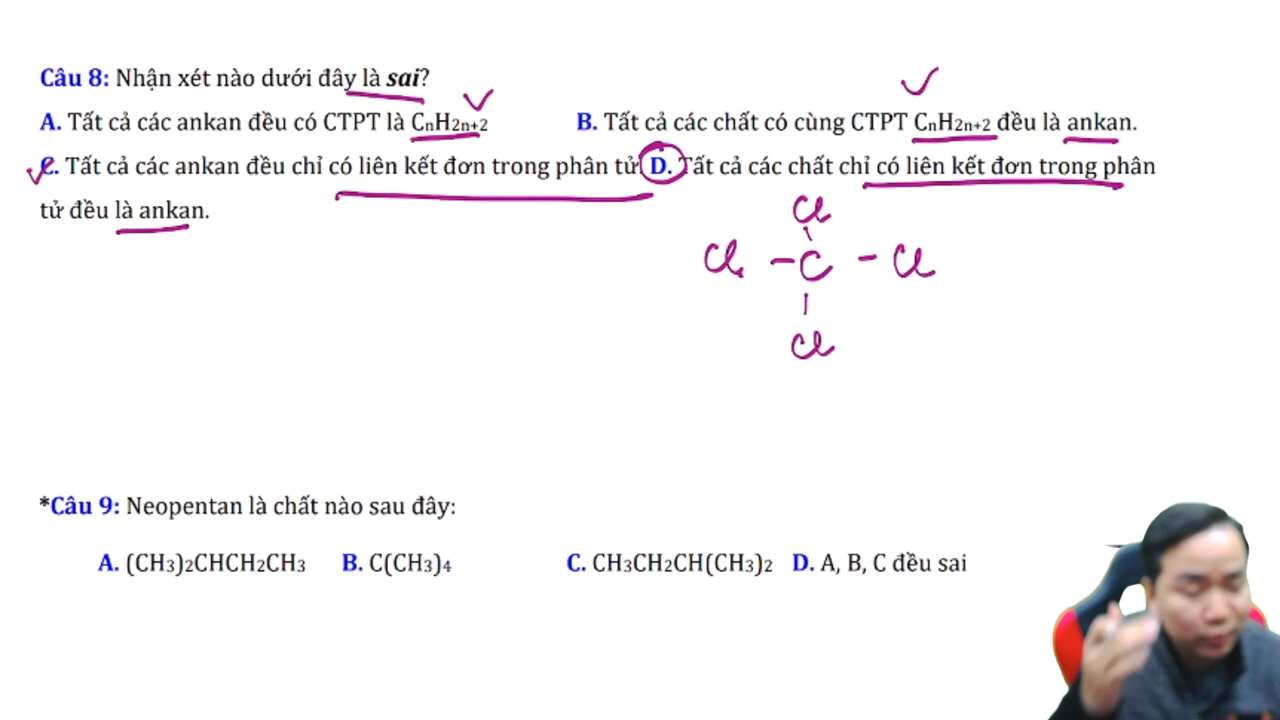 Câu 8: Nhận xét nào dưới đây là sai?
A. Tất cả các ankan đều có CTPT là CnH2n+2 B. Tất cả các chất có cùng CTPT CnH2n+2 đều là ankan.
C. Tất cả các ankan đều chỉ có liên kết đơn trong phân tử D. Tất cả các chất chỉ có liên kết đơn trong phân
tử đều là ankan.
Cl
Cl - C - Cl
Cl
*Câu 9: Neopentan là chất nào sau đây:
A. (CH3)2CHCH2CH3 B. C(CH3)4 C. CH3CH2CH(CH3)2 D. A, B, C đều sai